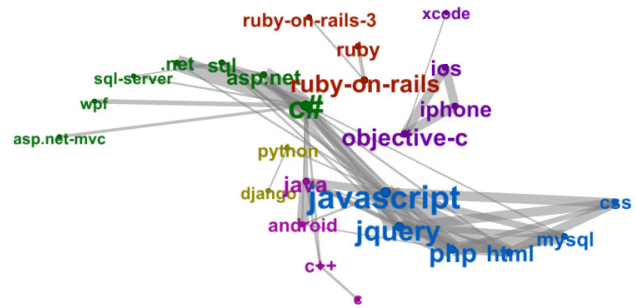 xcode
ruby-on-rails-3
ruby
.net
sql
ios
sql-server
asp.net
ruby-on-rails
wpf
c#
iphone
asp.net-mvc
objective-c
python
java
django
javascript
css
android
jquery
mysql
php
html
c++
c